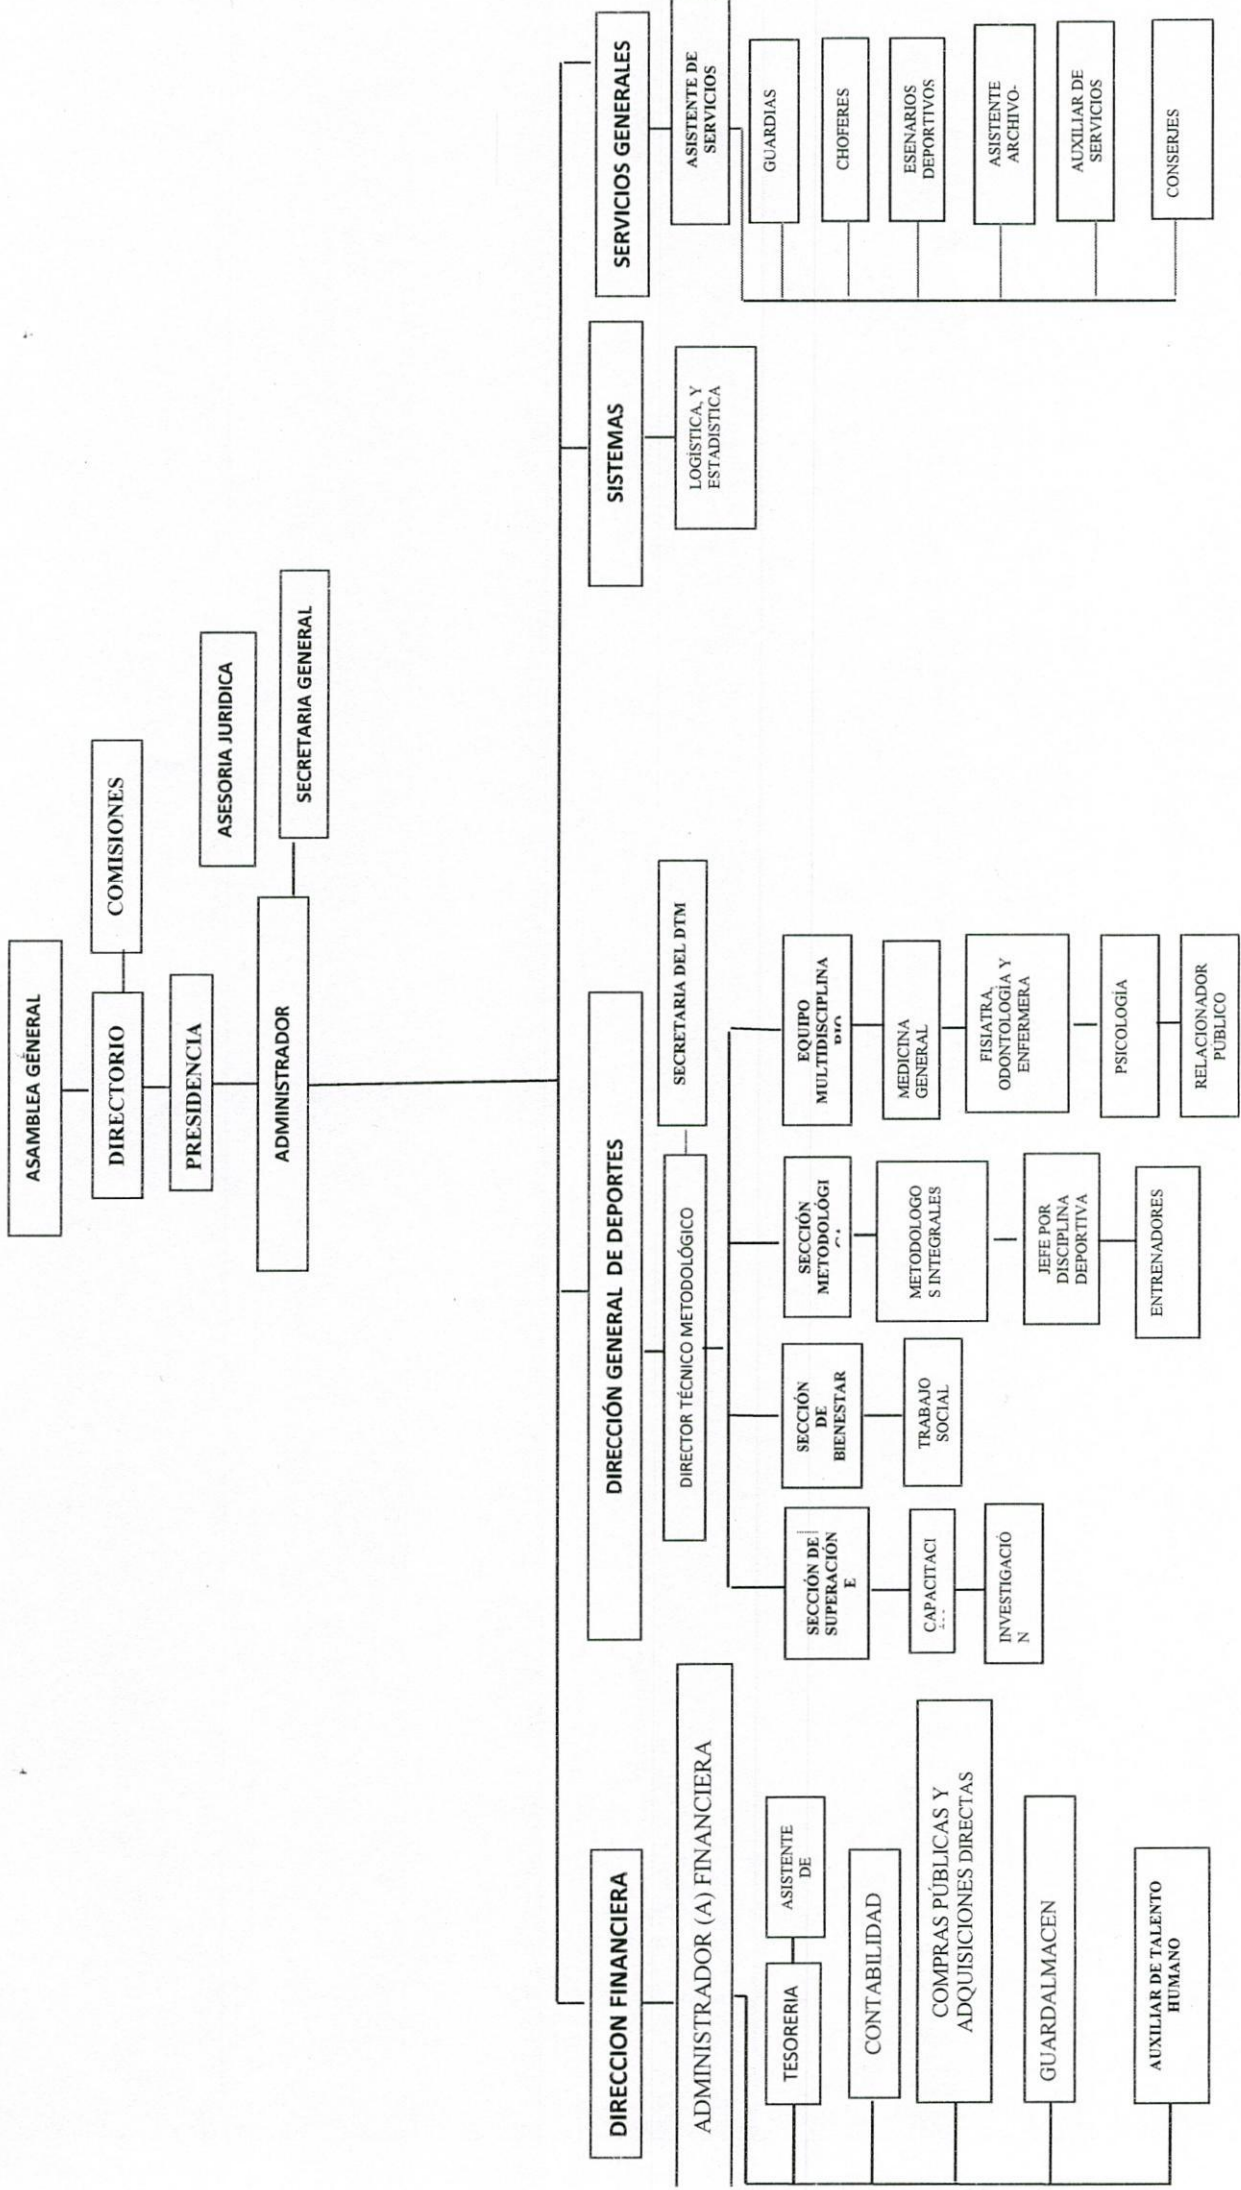 ASAMBLEA GÉNERAL
DIRECTORIO
COMISIONES
PRESIDENCIA
ASESORIA JURIDICA
ADMINISTRADOR
SECRETARIA GENERAL
DIRECCION FINANCIERA
ADMINISTRADOR (A) FINANCIERA
TESORERIA
ASISTENTE
DE
CONTABILIDAD
COMPRAS PÚBLICAS Y
ADQUISICIONES DIRECTAS
GUARDALMACEN
AUXILIAR DE TALENTO
HUMANO
DIRECCIÓN GENERAL DE DEPORTES
DIRECTOR TÉCNICO METODOLÓGICO
SECRETARIA DEL DTM
SECCIÓN DE
SUPERACIÓN
E
CAPACITACI
INVESTIGACIÓ
N
SECCIÓN
DE
BIENESTAR
TRABAJO
SOCIAL
SECCIÓN
METODOLÓGI
METODOLOGO
S INTEGRALES
JEFE POR
DISCIPLINA
DEPORTIVA
ENTRENADORES
EQUIPO
MULTIDISCIPLINA
MEDICINA
GENERAL
FISIATRA,
ODONTOLOGÍA Y
ENFERMERA
PSICOLOGÍA
RELACIONADOR
PÚBLICO
SISTEMAS
LOGÍSTICA, Y
ESTADISTICA
SERVICIOS GENERALES
ASISTENTE DE
SERVICIOS
GUARDIAS
CHOFERES
ESENARIOS
DEPORTIVOS
ASISTENTE
ARCHIVO-
AUXILIAR DE
SERVICIOS
CONSERJES